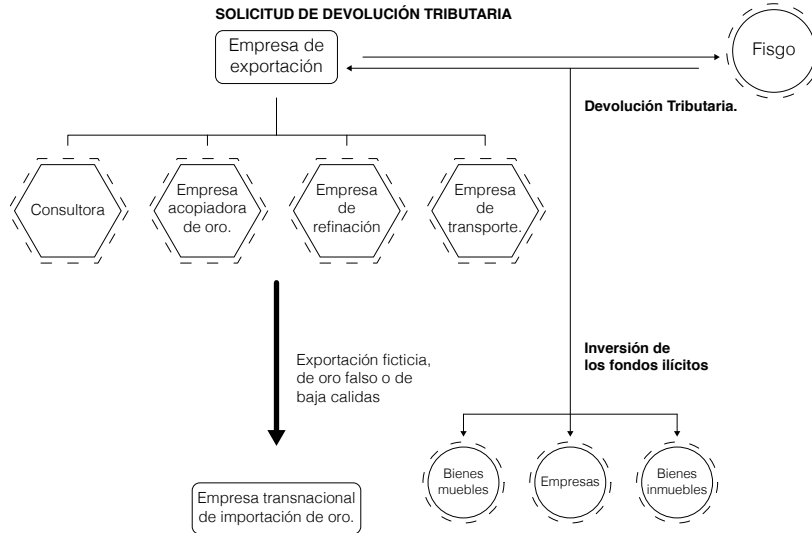 SOLICITUD DE DEVOLUCIÓN TRIBUTARIA
Empresa de
exportación
Fisgo
Devolución Tributaria.
Consultora
Empresa
acopiadora
de oro.
Empresa
de
refinación
Empresa
de
transporte.
Exportación ficticia,
de oro falso o de
baja calidas
Inversión de
los fondos ilícitos
Empresa transnacional
de importación de oro.
Bienes
muebles
Empresas
Bienes
inmuebles